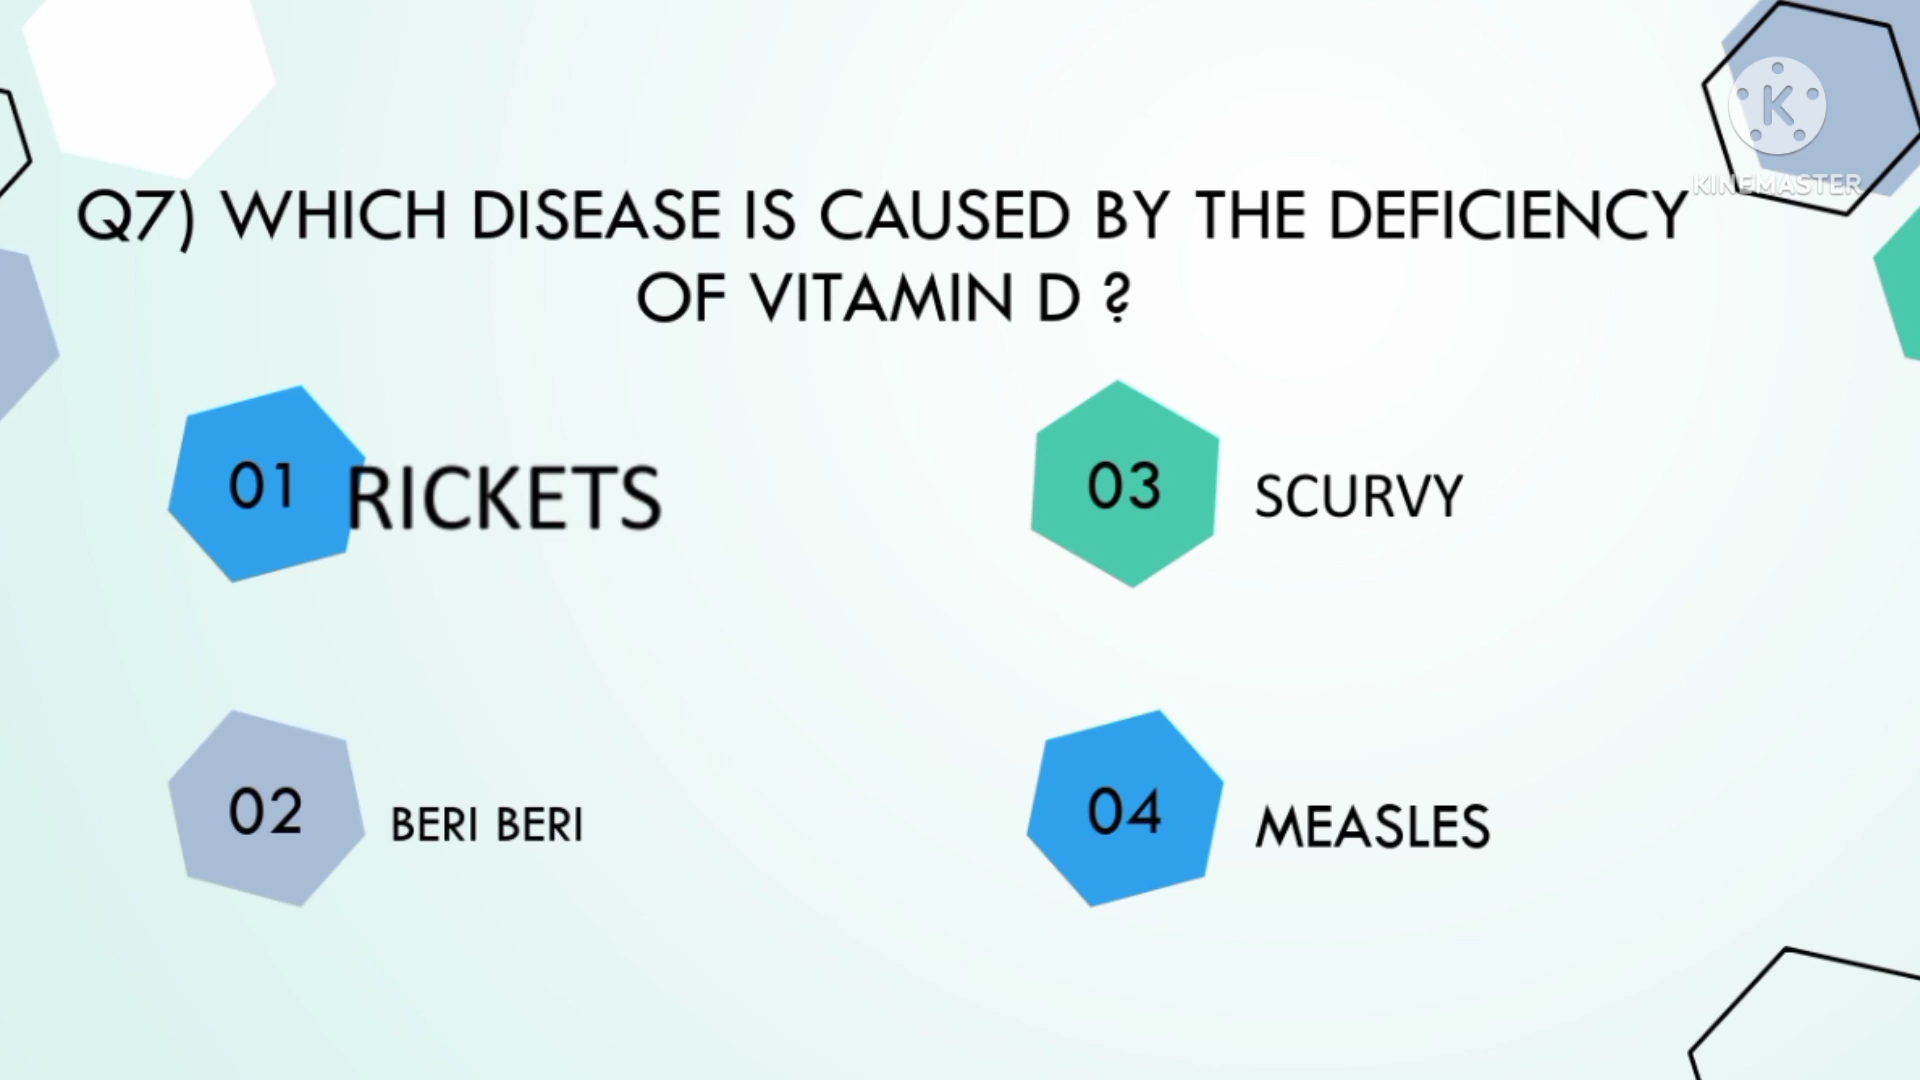 K
KINEMASTER
Q7) WHICH DISEASE IS CAUSED BY THE DEFICIENCY
OF VITAMIN D ?
01 RICKETS
03 SCURVY
02 BERI BERI
04 MEASLES